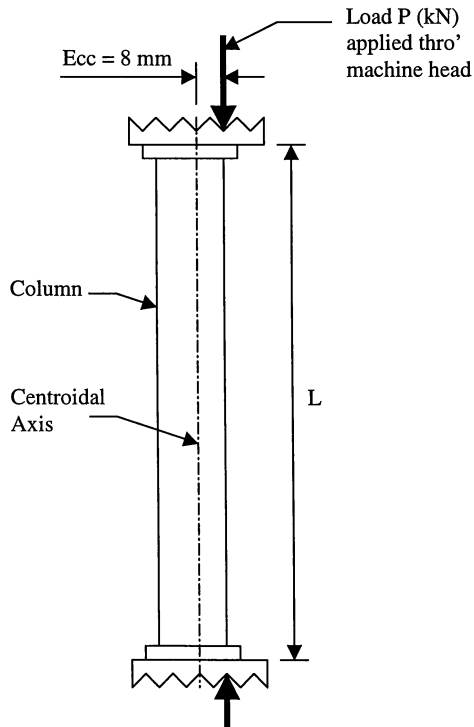 Load P (kN)
applied thro’
machine head
Ecc = 8 mm
Column
Centroidal
Axis
L